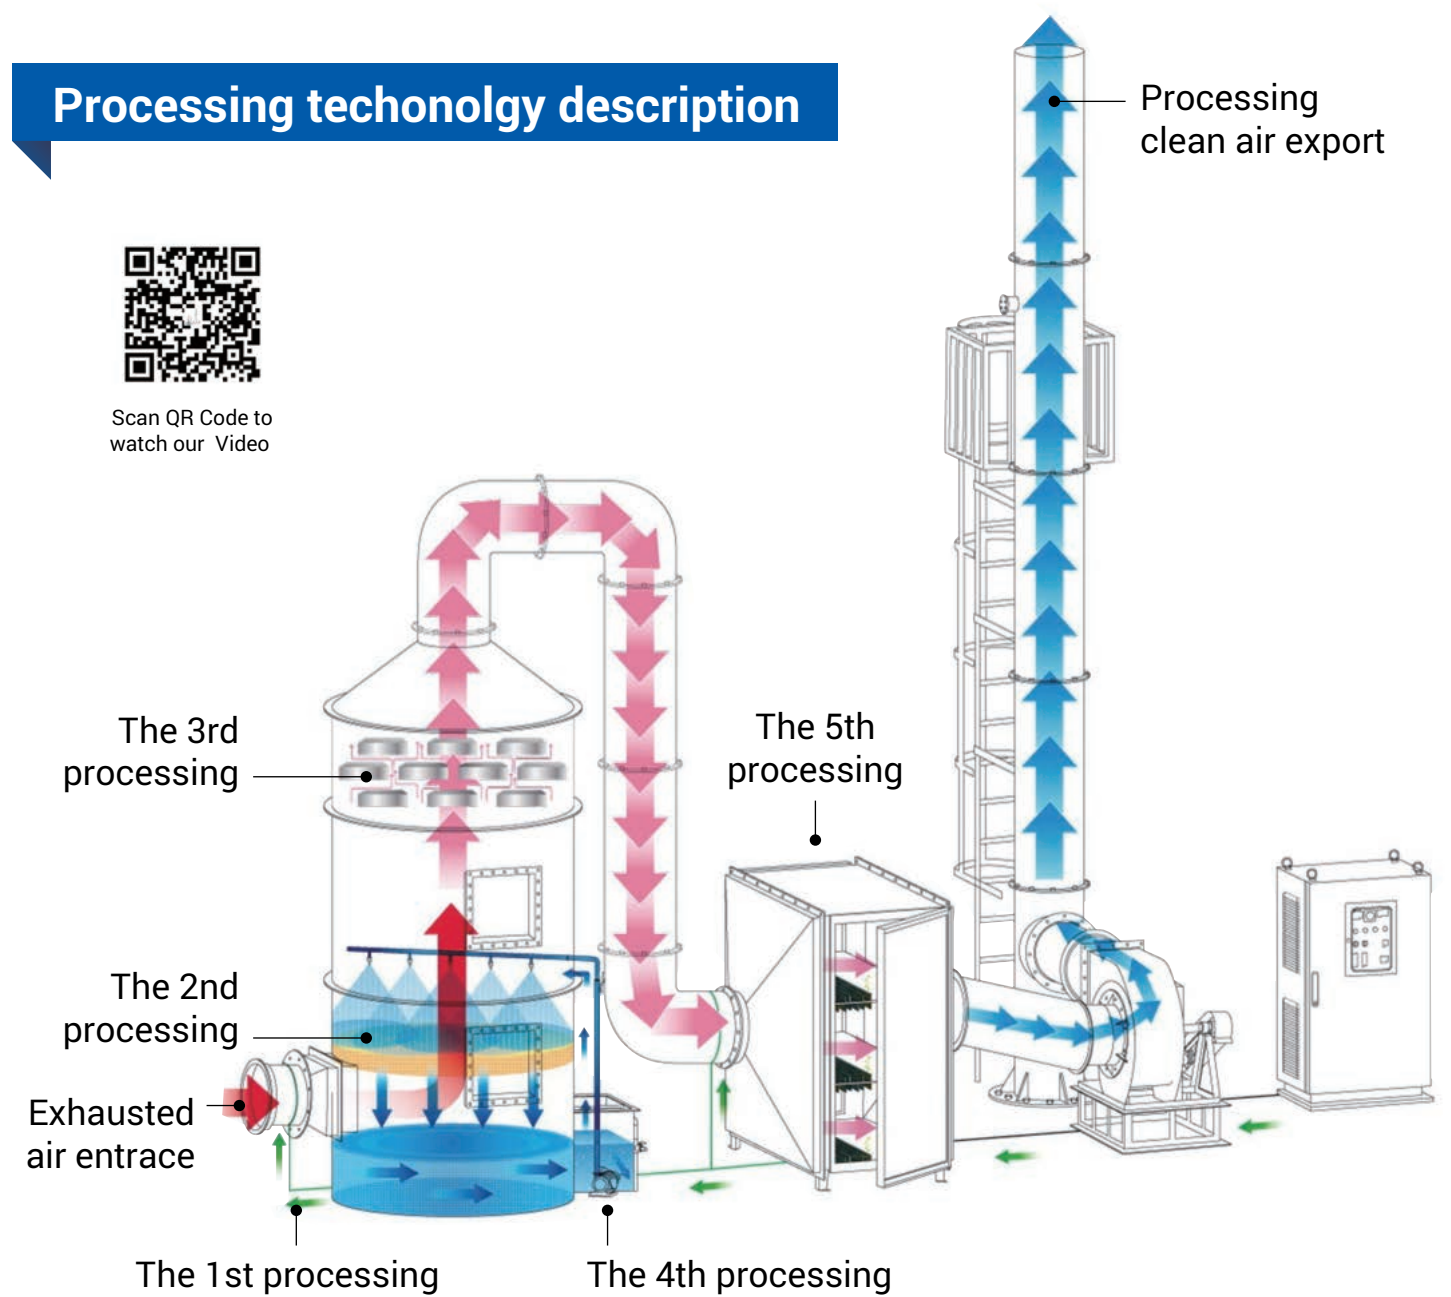 Processing techonolgy description
Processing
clean air export
Scan QR Code to
watch our Video
The 3rd
processing
The 5th
processing
The 2nd
processing
Exhausted
air entrace
The 1st processing
The 4th processing